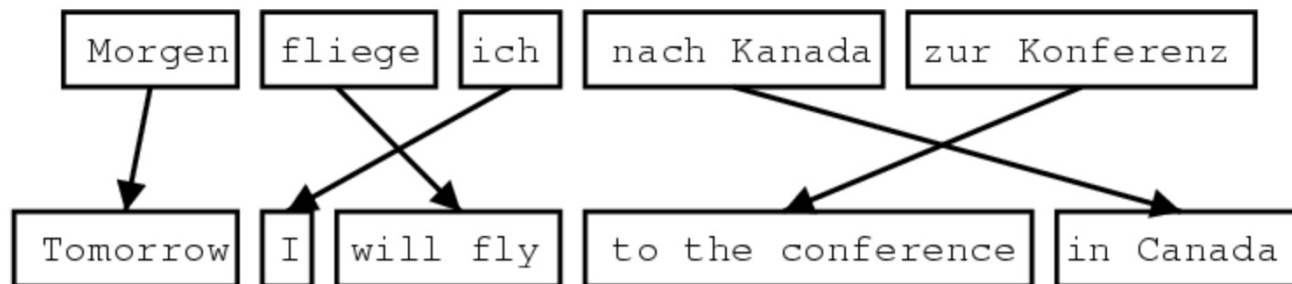 Morgen fliege ich nach Kanada zur Konferenz
Tomorrow I will fly to the conference in Canada